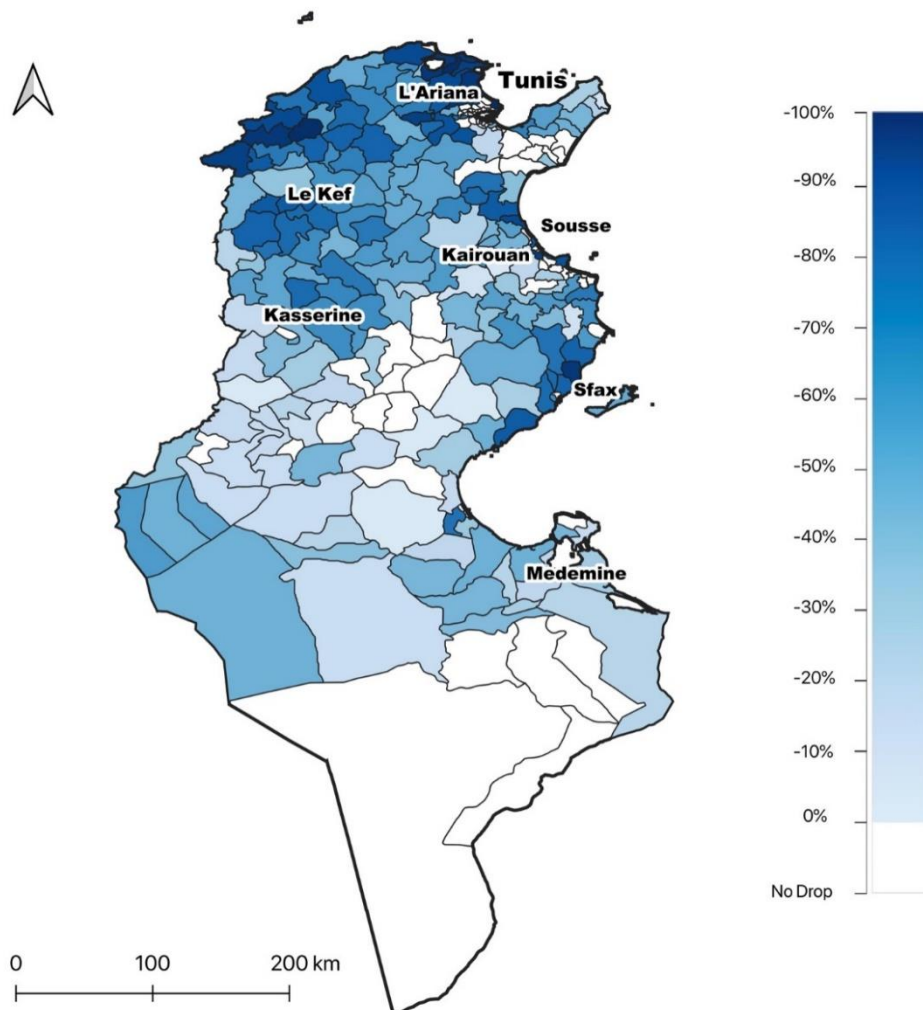 Tunis
L'Ariana
Le Kef
Sousse
Kairouan
Kasserine
Sfax
Medemine
-100%
-90%
-80%
-70%
-60%
-50%
-40%
-30%
-20%
-10%
0%
No Drop
0 100 200 km